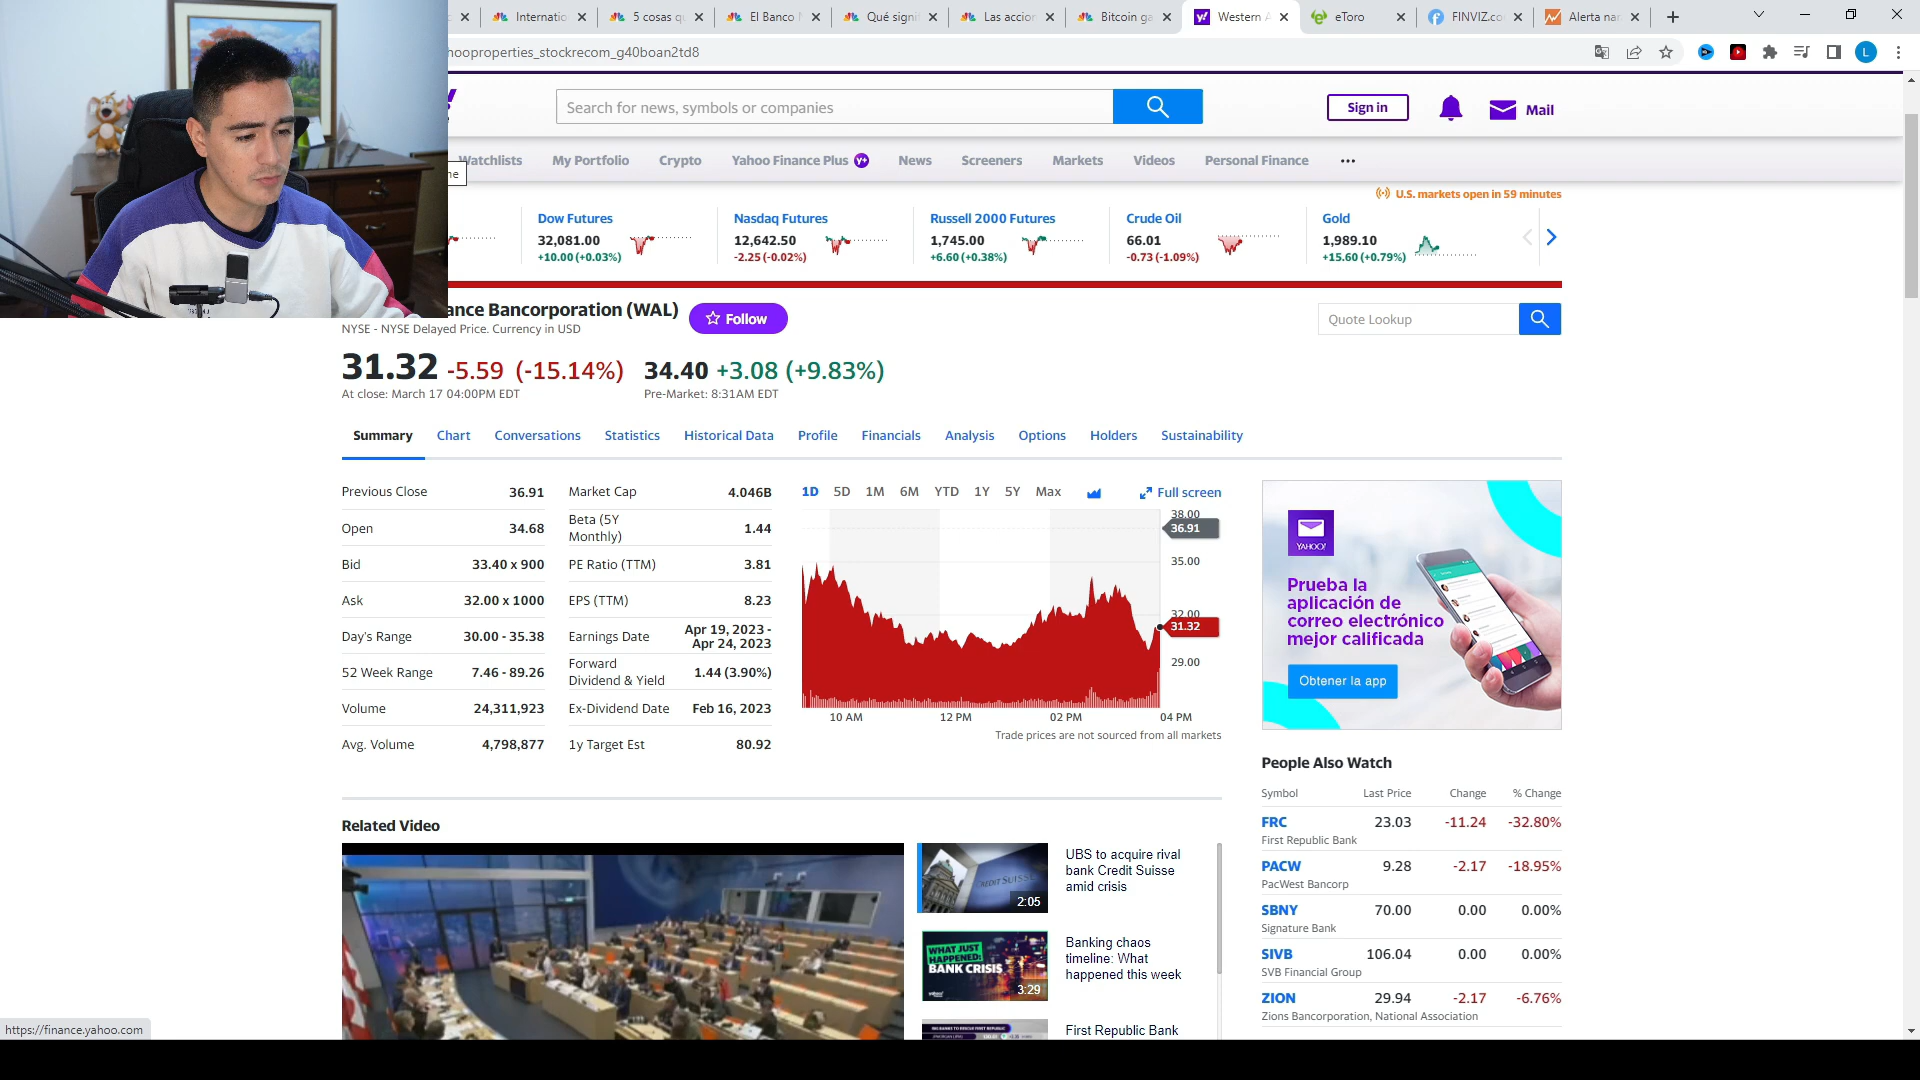 Internatio
5 cosas q
El Banco
Qué signi
Las accion
Bitcoin ga
Western A
eToro
FINVIZ.co
Alerta nar
hooproperties_stockrecom_g40boan2td8
L
Search for news, symbols or companies
Sign in
Mail
Watchlists
My Portfolio
Crypto
Yahoo Finance Plus
News
Screeners
Markets
Videos
Personal Finance
...
ne
U.S. markets open in 59 minutes
Dow Futures
32,081.00
+10.00 (+0.03%)
Nasdaq Futures
12,642.50
-2.25 (-0.02%)
Russell 2000 Futures
1,745.00
+6.60 (+0.38%)
Crude Oil
66.01
-0.73 (-1.09%)
Gold
1,989.10
+15.60 (+0.79%)
ance Bancorporation (WAL)
Follow
NYSE - NYSE Delayed Price. Currency in USD
Quote Lookup
31.32 -5.59 (-15.14%)
At close: March 17 04:00PM EDT
34.40 +3.08 (+9.83%)
Pre-Market: 8:31AM EDT
Summary
Chart
Conversations
Statistics
Historical Data
Profile
Financials
Analysis
Options
Holders
Sustainability
Previous Close 36.91
Open 34.68
Bid 33.40 x 900
Ask 32.00 x 1000
Day's Range 30.00 - 35.38
52 Week Range 7.46 - 89.26
Volume 24,311,923
Avg. Volume 4,798,877
Market Cap 4.046B
Beta (5Y
Monthly) 1.44
PE Ratio (TTM) 3.81
EPS (TTM) 8.23
Earnings Date Apr 19, 2023 -
Apr 24, 2023
Forward
Dividend & Yield 1.44 (3.90%)
Ex-Dividend Date Feb 16, 2023
1y Target Est 80.92
1D
5D
1M
6M
YTD
1Y
5Y
Max
Full screen
38.00
36.91
35.00
32.00
31.32
29.00
10 AM
12 PM
02 PM
04 PM
Trade prices are not sourced from all markets
YAHOO!
Prueba la
aplicación de
correo electrónico
mejor calificada
Obtener la app
People Also Watch
Symbol Last Price Change % Change
FRC 23.03 -11.24 -32.80%
First Republic Bank
PACW 9.28 -2.17 -18.95%
PacWest Bancorp
SBNY 70.00 0.00 0.00%
Signature Bank
SIVB 106.04 0.00 0.00%
SVB Financial Group
ZION 29.94 -2.17 -6.76%
Zions Bancorporation, National Association
Related Video
CREDIT SUISSE
2:05
UBS to acquire rival
bank Credit Suisse
amid crisis
WHAT JUST
HAPPENED:
BANK CRISIS
3:29
Banking chaos
timeline: What
happened this week
First Republic Bank
https://finance.yahoo.com